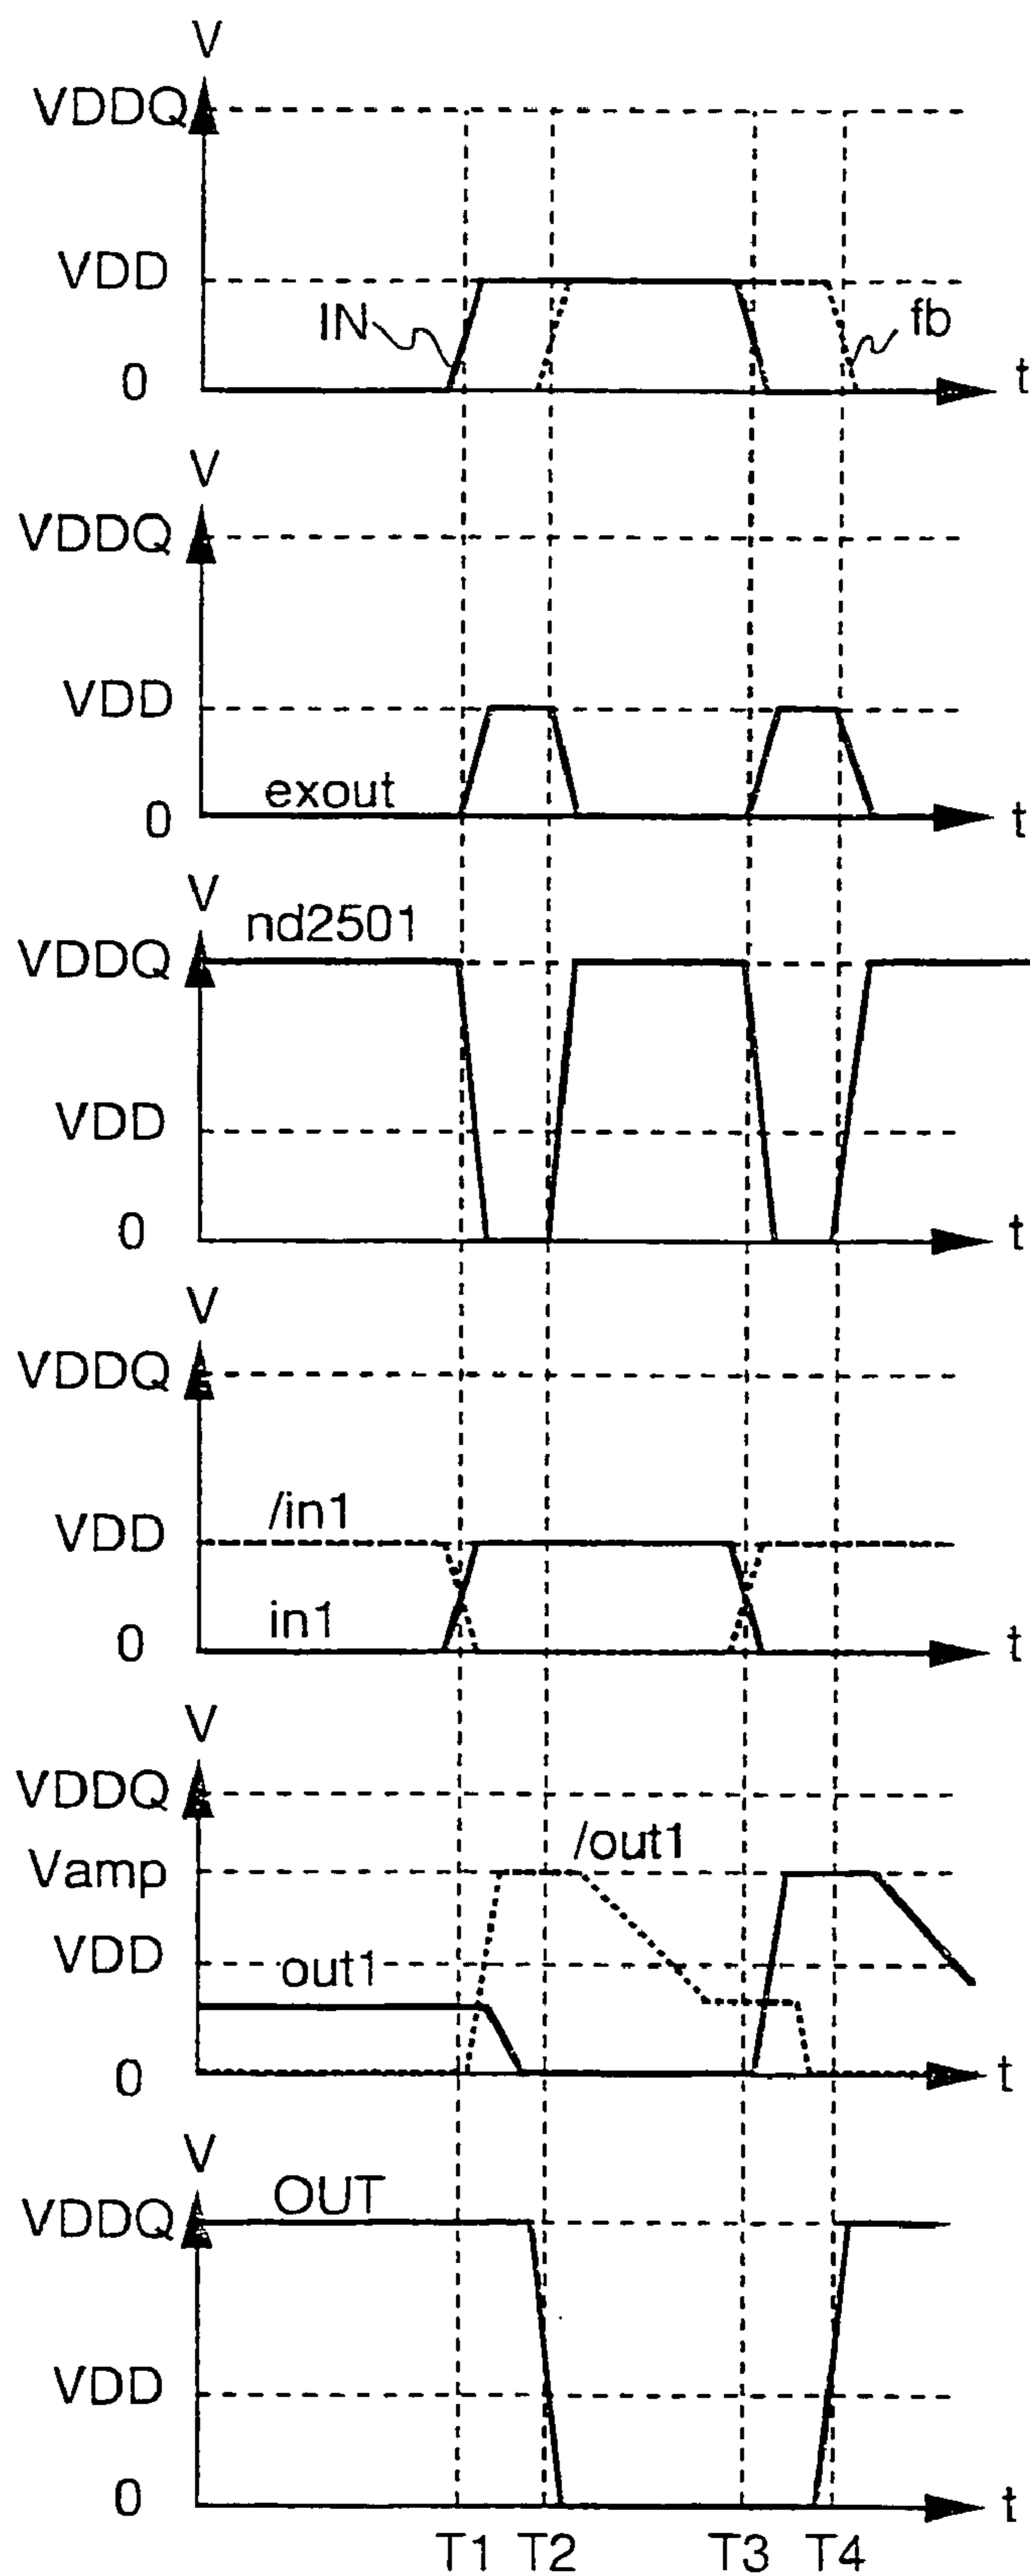 V
VDDQ
VDD
IN
fb
0
t
V
VDDQ
VDD
exout
0
t
V
nd2501
VDDQ
VDD
0
t
V
VDDQ
/in1
VDD
in1
0
t
V
VDDQ
/out1
Vamp
VDD
out1
0
t
V
OUT
VDDQ
VDD
0
t
T1 T2 T3 T4